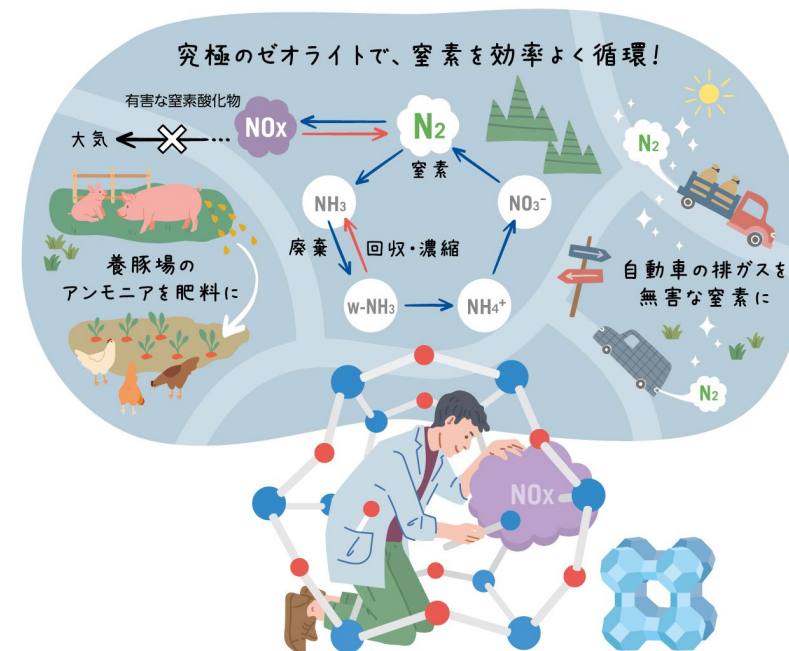 究極のゼオライトで、窒素を効率よく循環!
有害な窒素酸化物
大気
NOx
N2
窒素
N2
NH3
NO3-
廃棄
回収・濃縮
養豚場の
アンモニアを肥料に
自動車の排ガスを
無害な窒素に
w-NH3
NH4+
N2
NOx